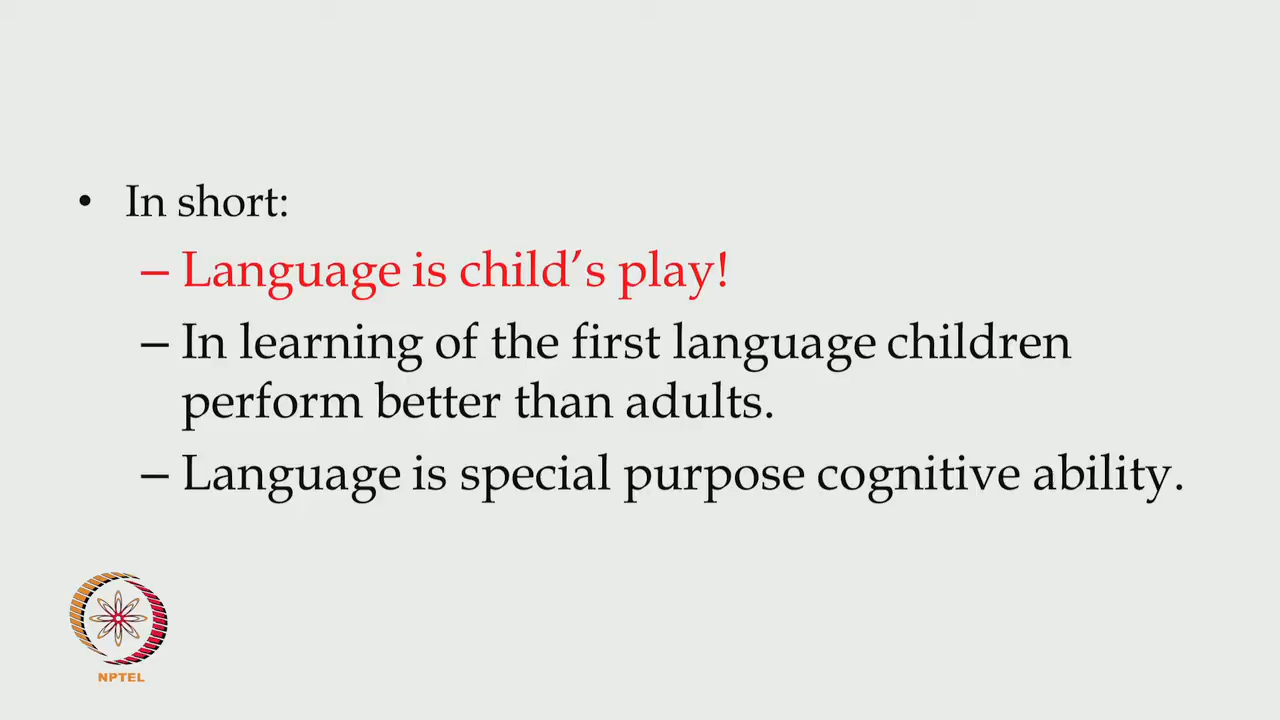 • In short:
– Language is child’s play!
– In learning of the first language children
perform better than adults.
– Language is special purpose cognitive ability.
NPTEL